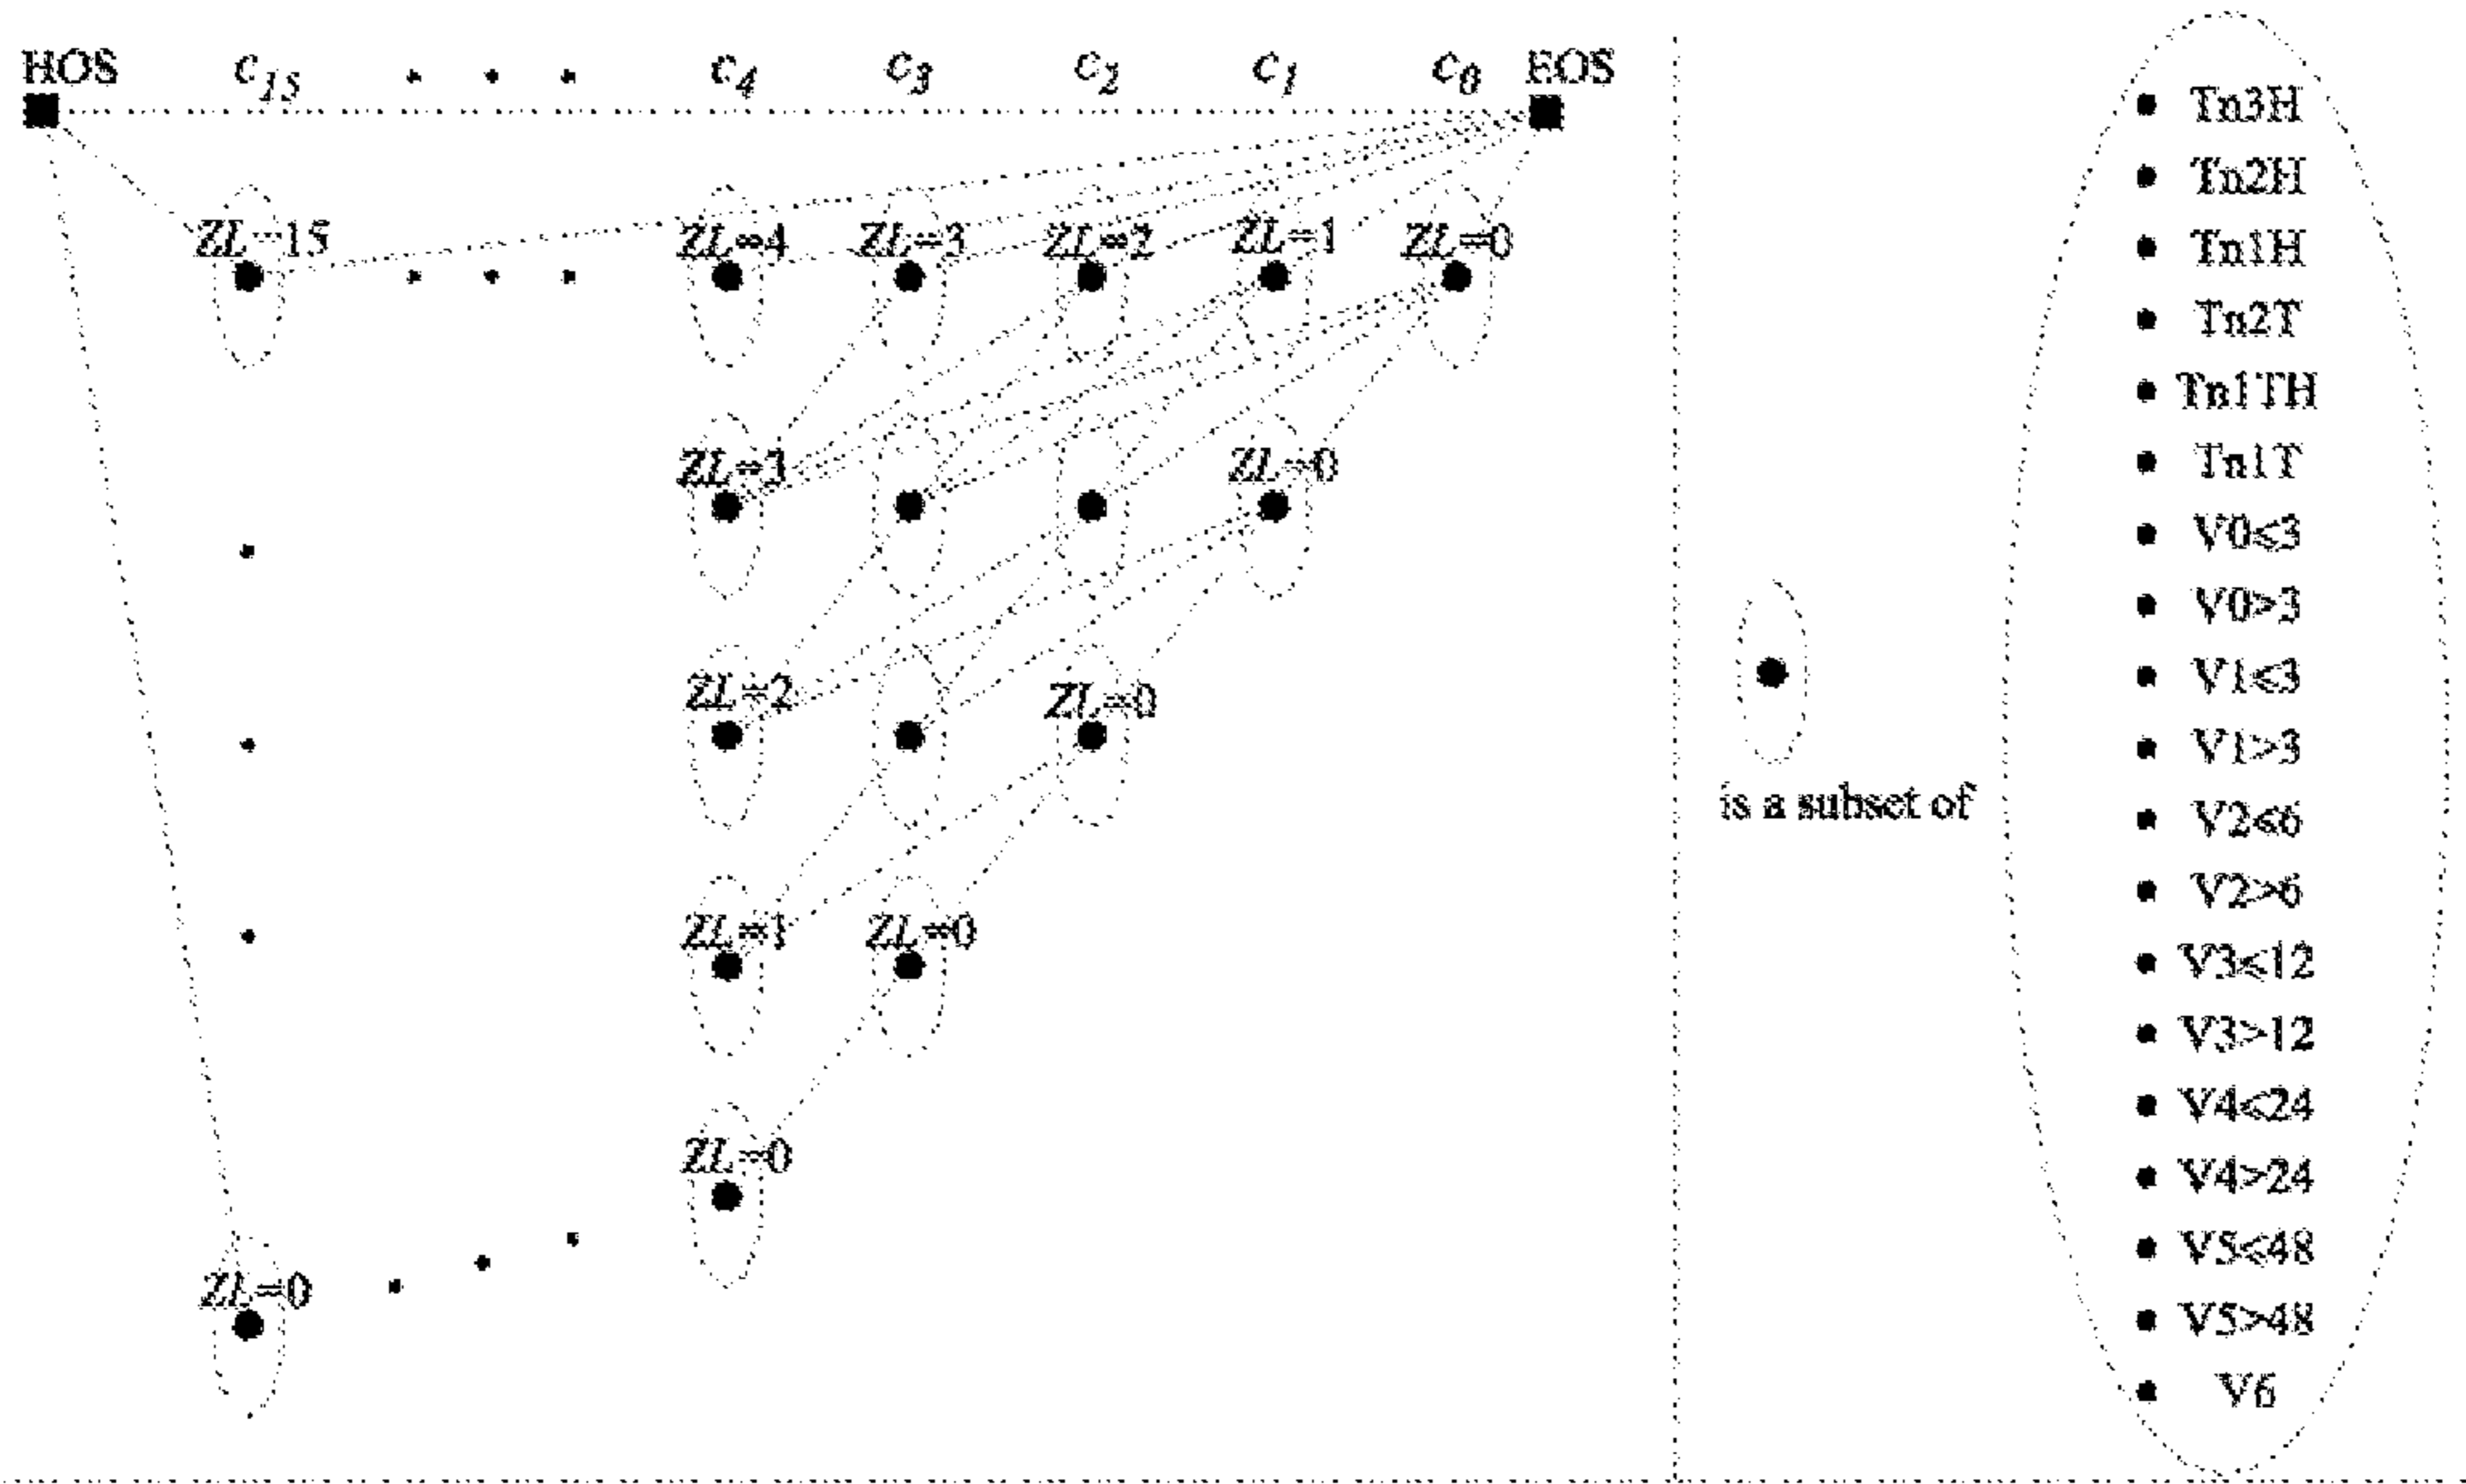 HOS c15 . . . c4 c3 c2 c1 c0 EOS
ZL=15 . . . ZL=4 ZL=3 ZL=2 ZL=1 ZL=0
ZL=3 ZL=0
ZL=2 ZL=0
ZL=1 ZL=0
ZL=0
ZL=0
is a subset of
Tn3H
Tn2H
Tn1H
Tn2T
Tn1TH
Tn1T
V0≤3
V0>3
V1≤3
V1>3
V2≤6
V2>6
V3≤12
V3>12
V4≤24
V4>24
V5≤48
V5>48
V6